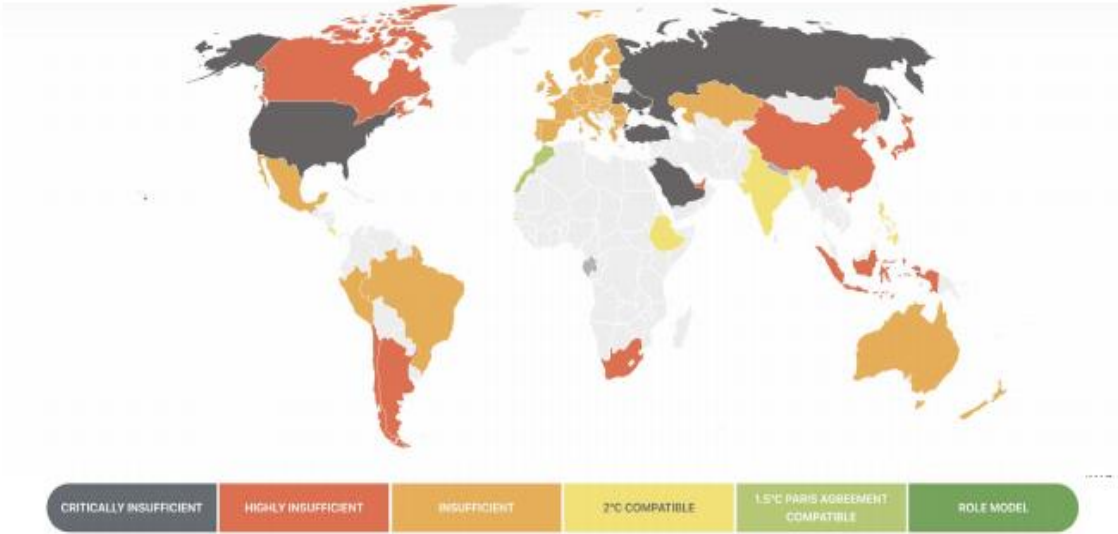 CRITICALLY INSUFFICIENT
HIGHLY INSUFFICIENT
INSUFFICIENT
2°C COMPATIBLE
1.5°C PARIS AGREEMENT
COMPATIBLE
ROLE MODEL